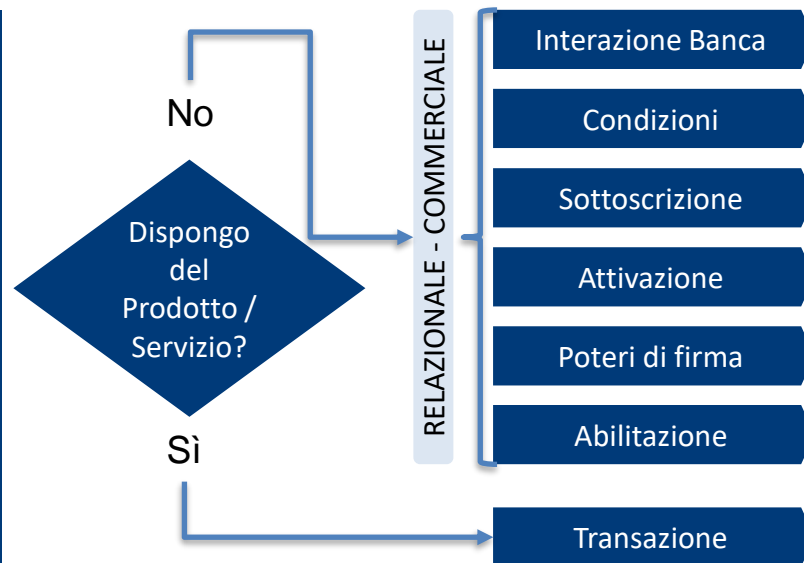 No
Dispongo
del
Prodotto /
Servizio?
Sì
RELAZIONALE - COMMERCIALE
Interazione Banca
Condizioni
Sottoscrizione
Attivazione
Poteri di firma
Abilitazione
Transazione